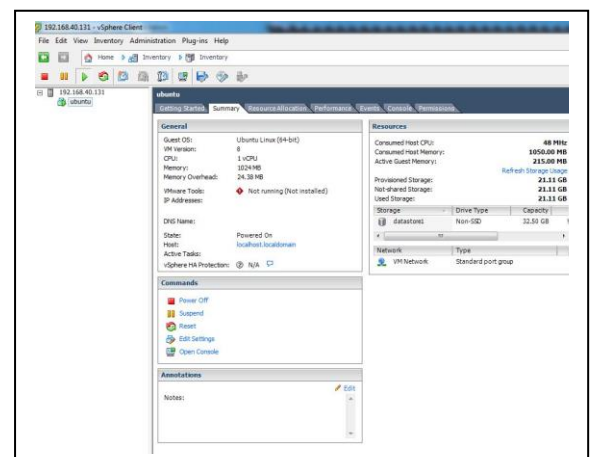 192.168.40.131 - vSphere Client
File Edit View Inventory Administration Plug-ins Help
Home Inventory Inventory
192.168.40.131
ubuntu
ubuntu
Getting Started Summary Resource Allocation Performance Events Console Permissions
General
Guest OS: Ubuntu Linux (64-bit)
VM Version: 8
CPU: 1 vCPU
Memory: 1024 MB
Memory Overhead: 24.38 MB
VMware Tools: Not running (Not installed)
IP Addresses:
DNS Name:
State: Powered On
Host: localhost.localdomain
Active Tasks:
vSphere HA Protection: N/A
Resources
Consumed Host CPU: 48 MHz
Consumed Host Memory: 1050.00 MB
Active Guest Memory: 215.00 MB
Refresh Storage Usage
Provisioned Storage: 21.11 GB
Not-shared Storage: 21.11 GB
Used Storage: 21.11 GB
Storage Drive Type Capacity
datastore1 Non-SSD 32.50 GB
Network Type
VM Network Standard port group
Commands
Power Off
Suspend
Reset
Edit Settings
Open Console
Annotations
Edit
Notes: